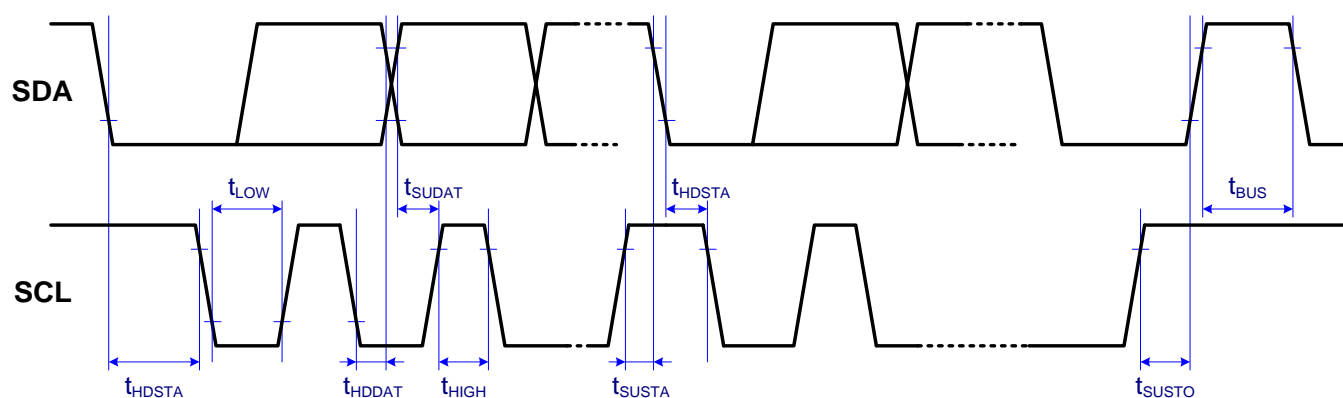 SDA
tLOW tSUDAT tHDSTA tBUS
SCL
tHDSTA tHDDAT tHIGH tSUSTA tSUSTO